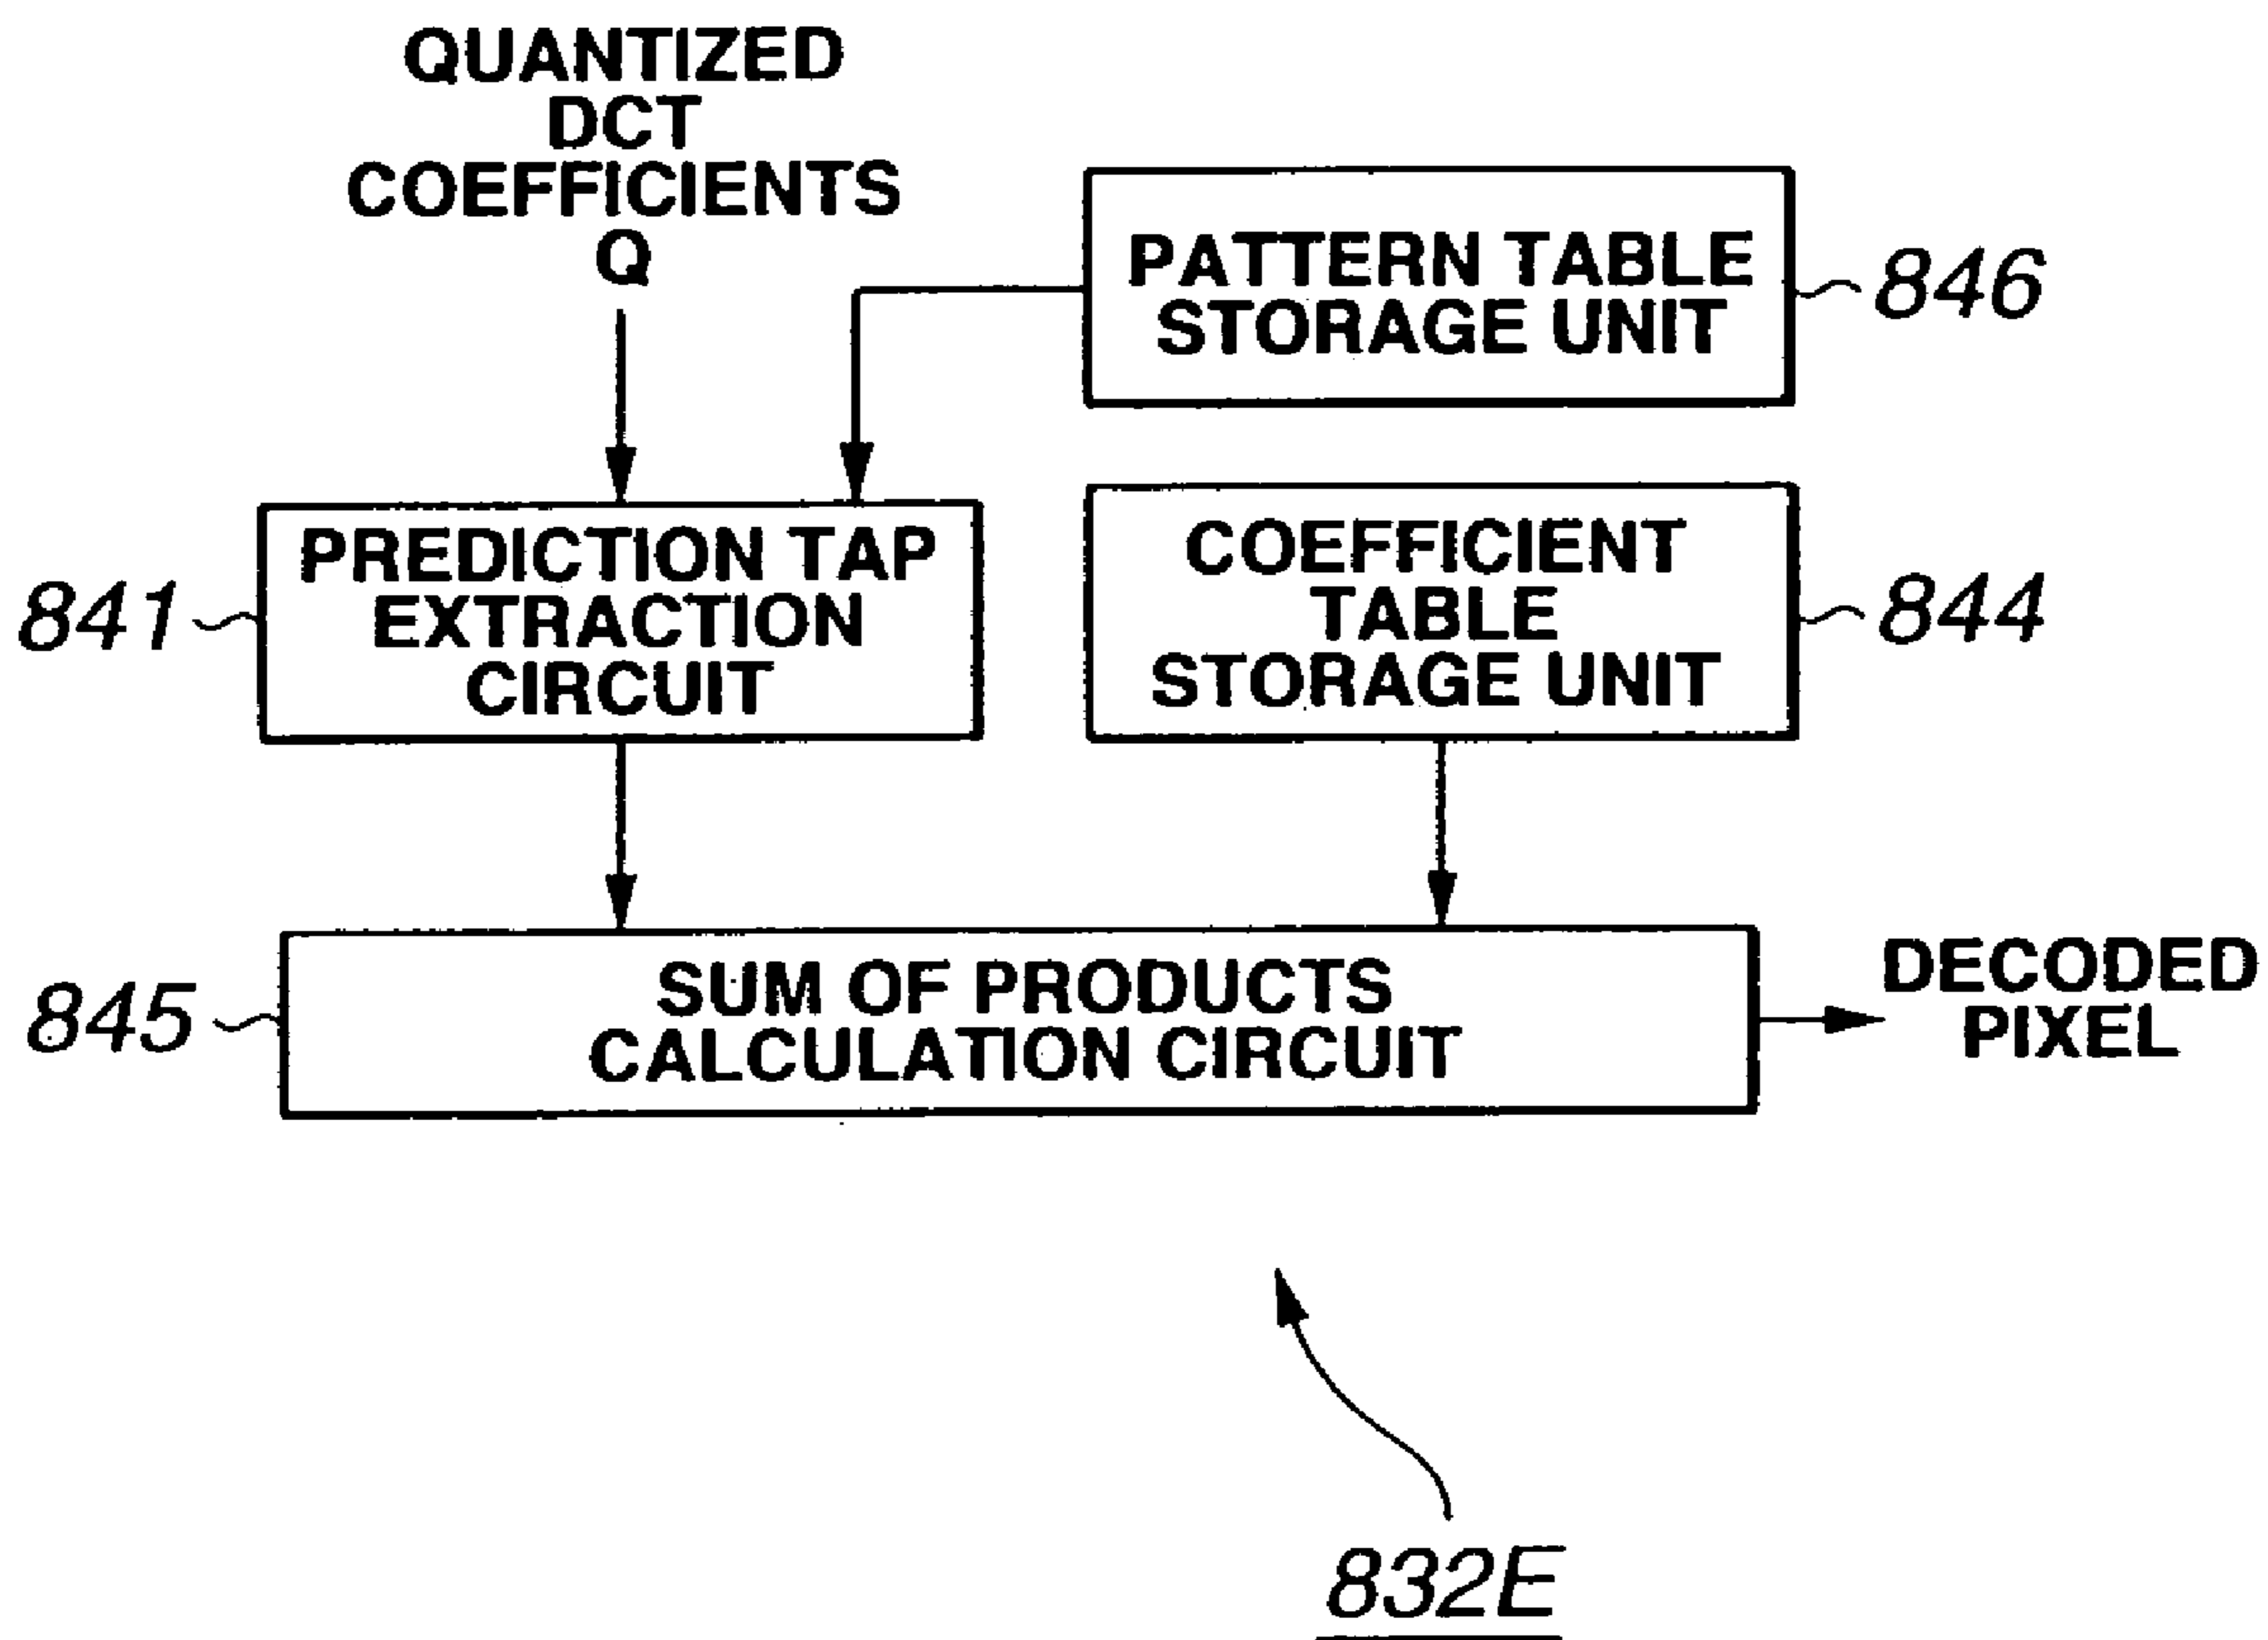 QUANTIZED
DCT
COEFFICIENTS
Q
PATTERN TABLE
STORAGE UNIT
846
841
PREDICTION TAP
EXTRACTION
CIRCUIT
COEFFICIENT
TABLE
STORAGE UNIT
844
845
SUM OF PRODUCTS
CALCULATION CIRCUIT
DECODED
PIXEL
832E